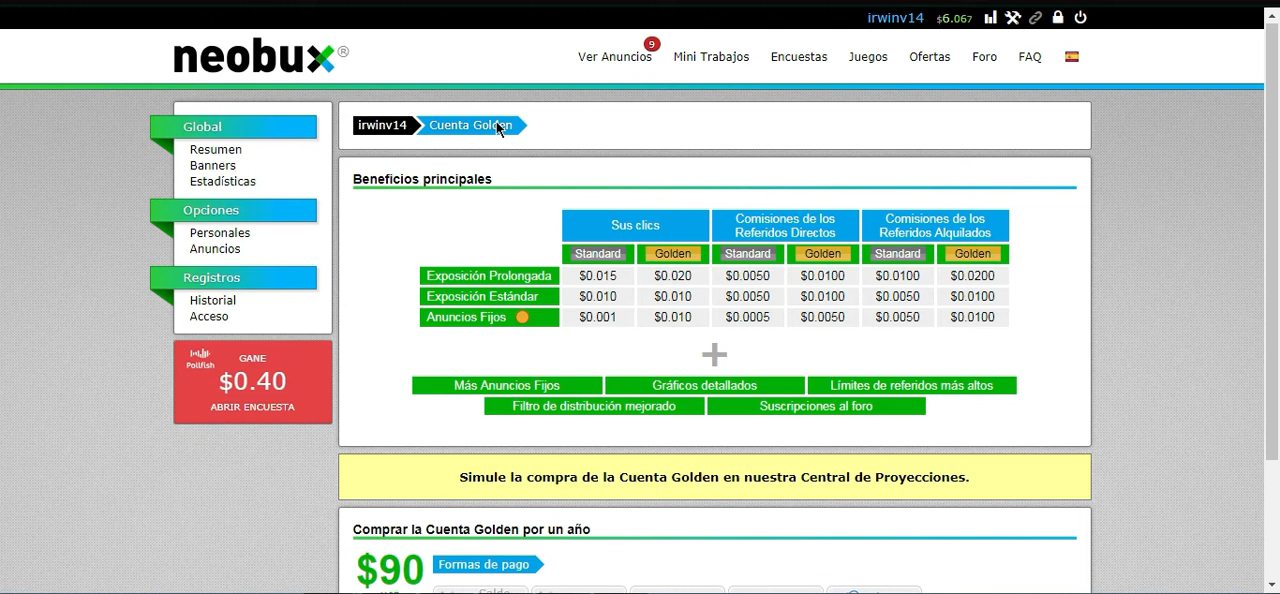 irwinv14 $6.067
neobux®
Ver Anuncios 9 Mini Trabajos Encuestas Juegos Ofertas Foro FAQ
Global
Resumen
Banners
Estadísticas
Opciones
Personales
Anuncios
Registros
Historial
Acceso
Pollfish
GANE
$0.40
ABRIR ENCUESTA
irwinv14 Cuenta Golden
Beneficios principales
Sus clics Comisiones de los Referidos Directos Comisiones de los Referidos Alquilados
Standard Golden Standard Golden Standard Golden
Exposición Prolongada $0.015 $0.020 $0.0050 $0.0100 $0.0100 $0.0200
Exposición Estándar $0.010 $0.010 $0.0050 $0.0100 $0.0050 $0.0100
Anuncios Fijos $0.001 $0.010 $0.0005 $0.0050 $0.0050 $0.0100
+
Más Anuncios Fijos Gráficos detallados Límites de referidos más altos
Filtro de distribución mejorado Suscripciones al foro
Simule la compra de la Cuenta Golden en nuestra Central de Proyecciones.
Comprar la Cuenta Golden por un año
$90 Formas de pago